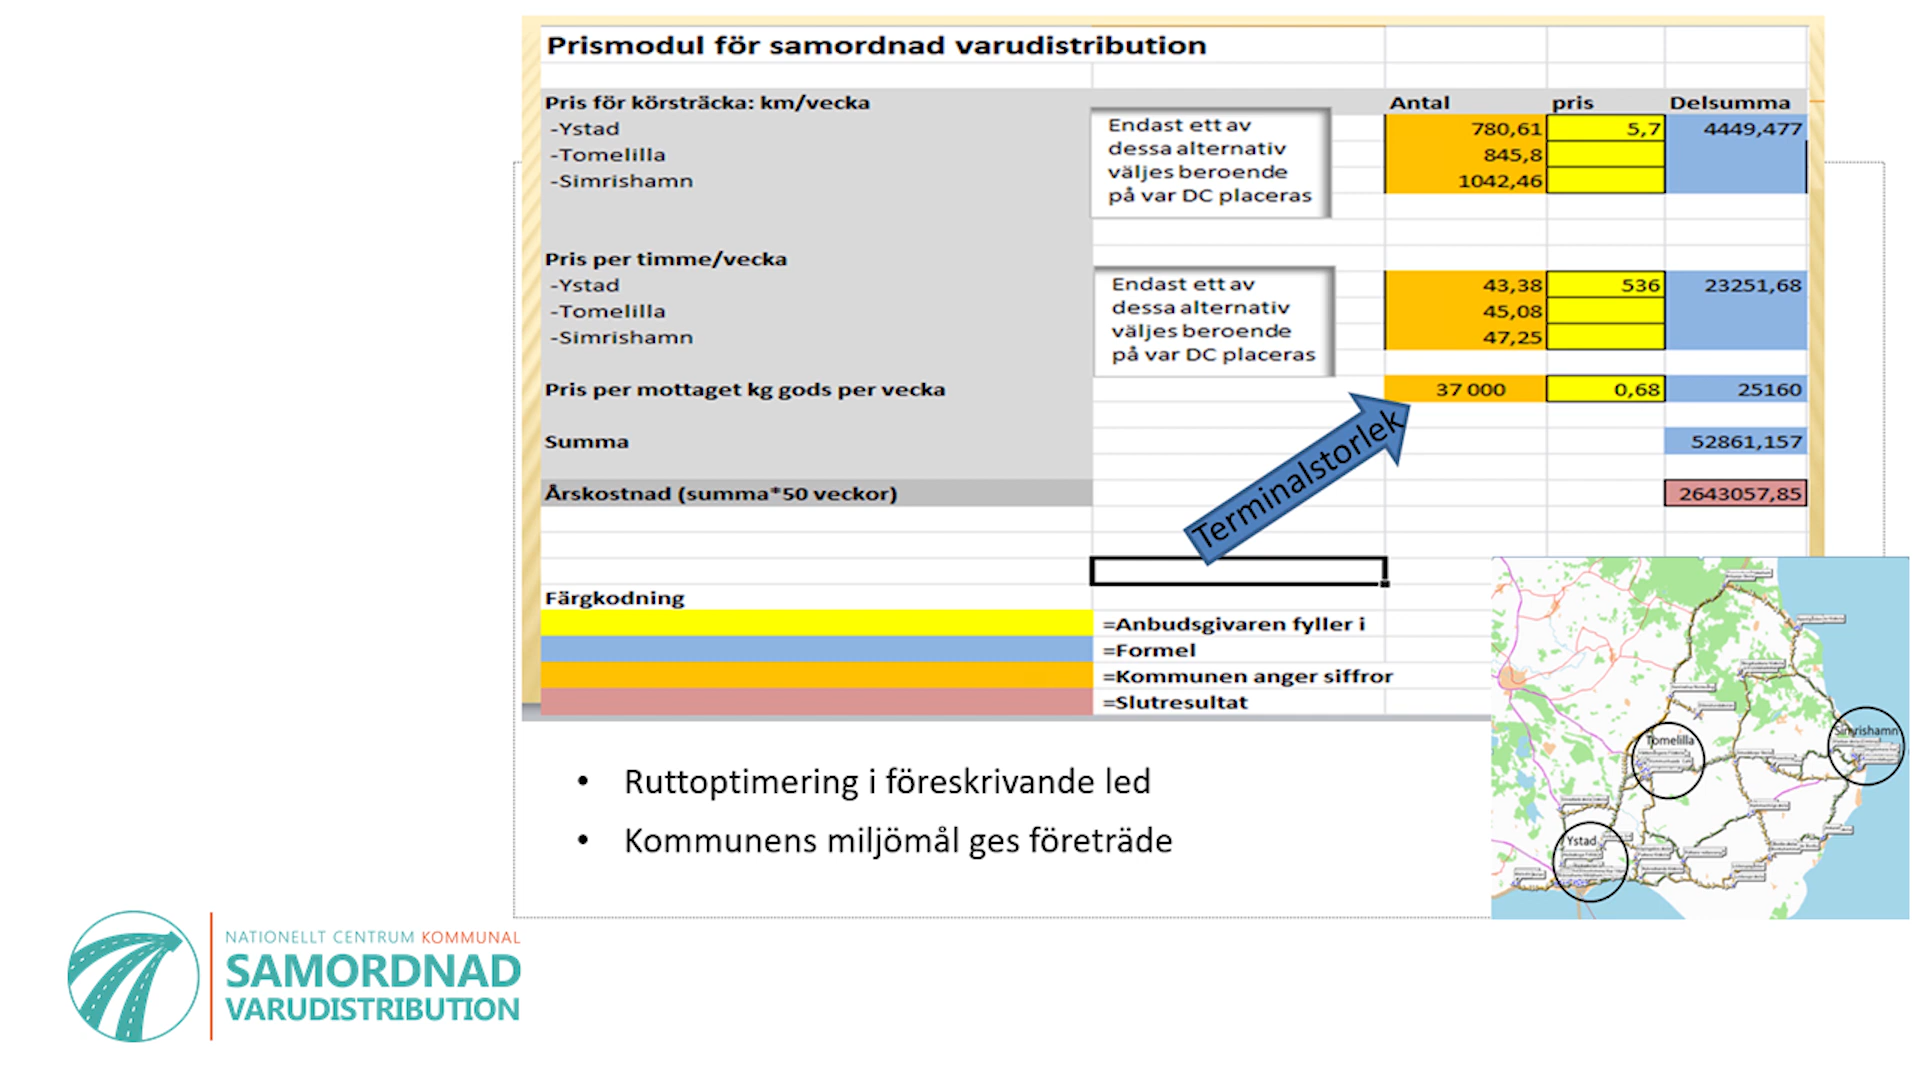 Prismodul för samordnad varudistribution
Pris för körsträcka: km/vecka Antal pris Delsumma
-Ystad 780,61 5,7 4449,477
-Tomelilla 845,8
-Simrishamn 1042,46
Endast ett av
dessa alternativ
väljes beroende
på var DC placeras
Pris per timme/vecka
-Ystad 43,38 536 23251,68
-Tomelilla 45,08
-Simrishamn 47,25
Endast ett av
dessa alternativ
väljes beroende
på var DC placeras
Pris per mottaget kg gods per vecka 37 000 0,68 25160
Terminalstorlek
Summa 52861,157
Årskostnad (summa*50 veckor) 2643057,85
Färgkodning
=Anbudsgivaren fyller i
=Formel
=Kommunen anger siffror
=Slutresultat
Tomelilla
Simrishamn
Ystad
• Ruttoptimering i föreskrivande led
• Kommunens miljömål ges företräde
NATIONELLT CENTRUM KOMMUNAL
SAMORDNAD
VARUDISTRIBUTION